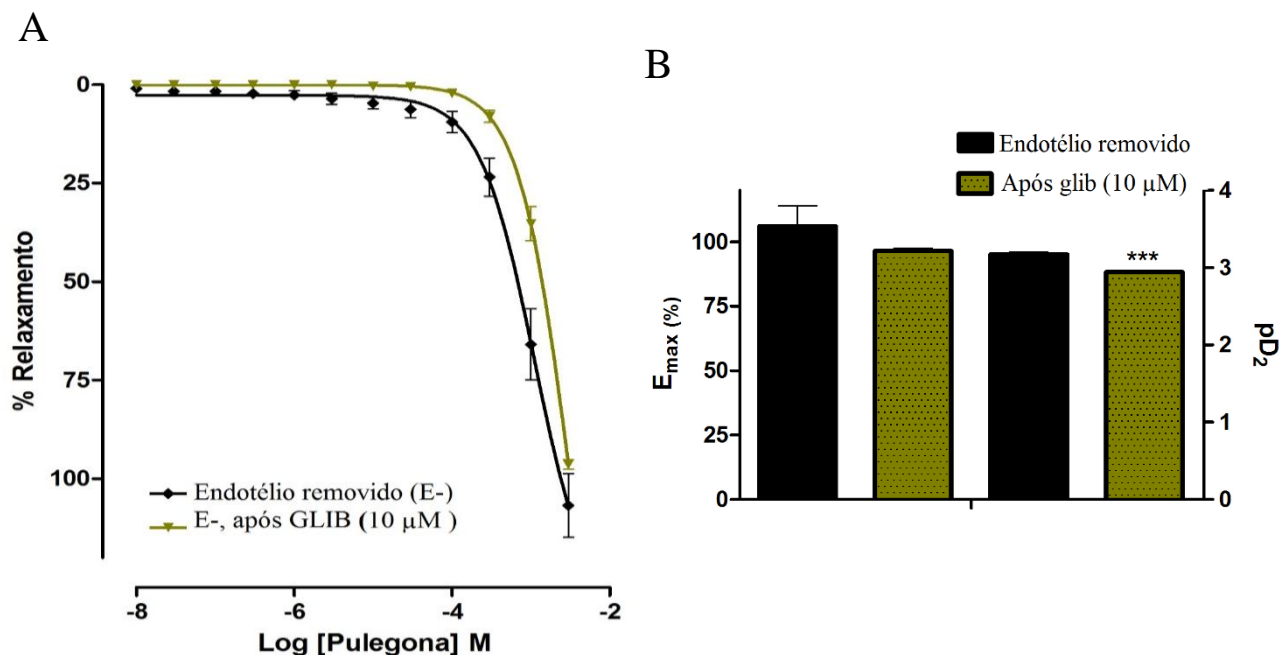 A
0
25
50
75
100
% Relaxamento
Endotélio removido (E-)
E-, após GLIB (10 µM )
-8
-6
-4
-2
Log [Pulegona] M
B
Endotélio removido
Após glib (10 µM)
100
75
50
25
0
Emax (%)
***
4
3
2
1
0
pD2